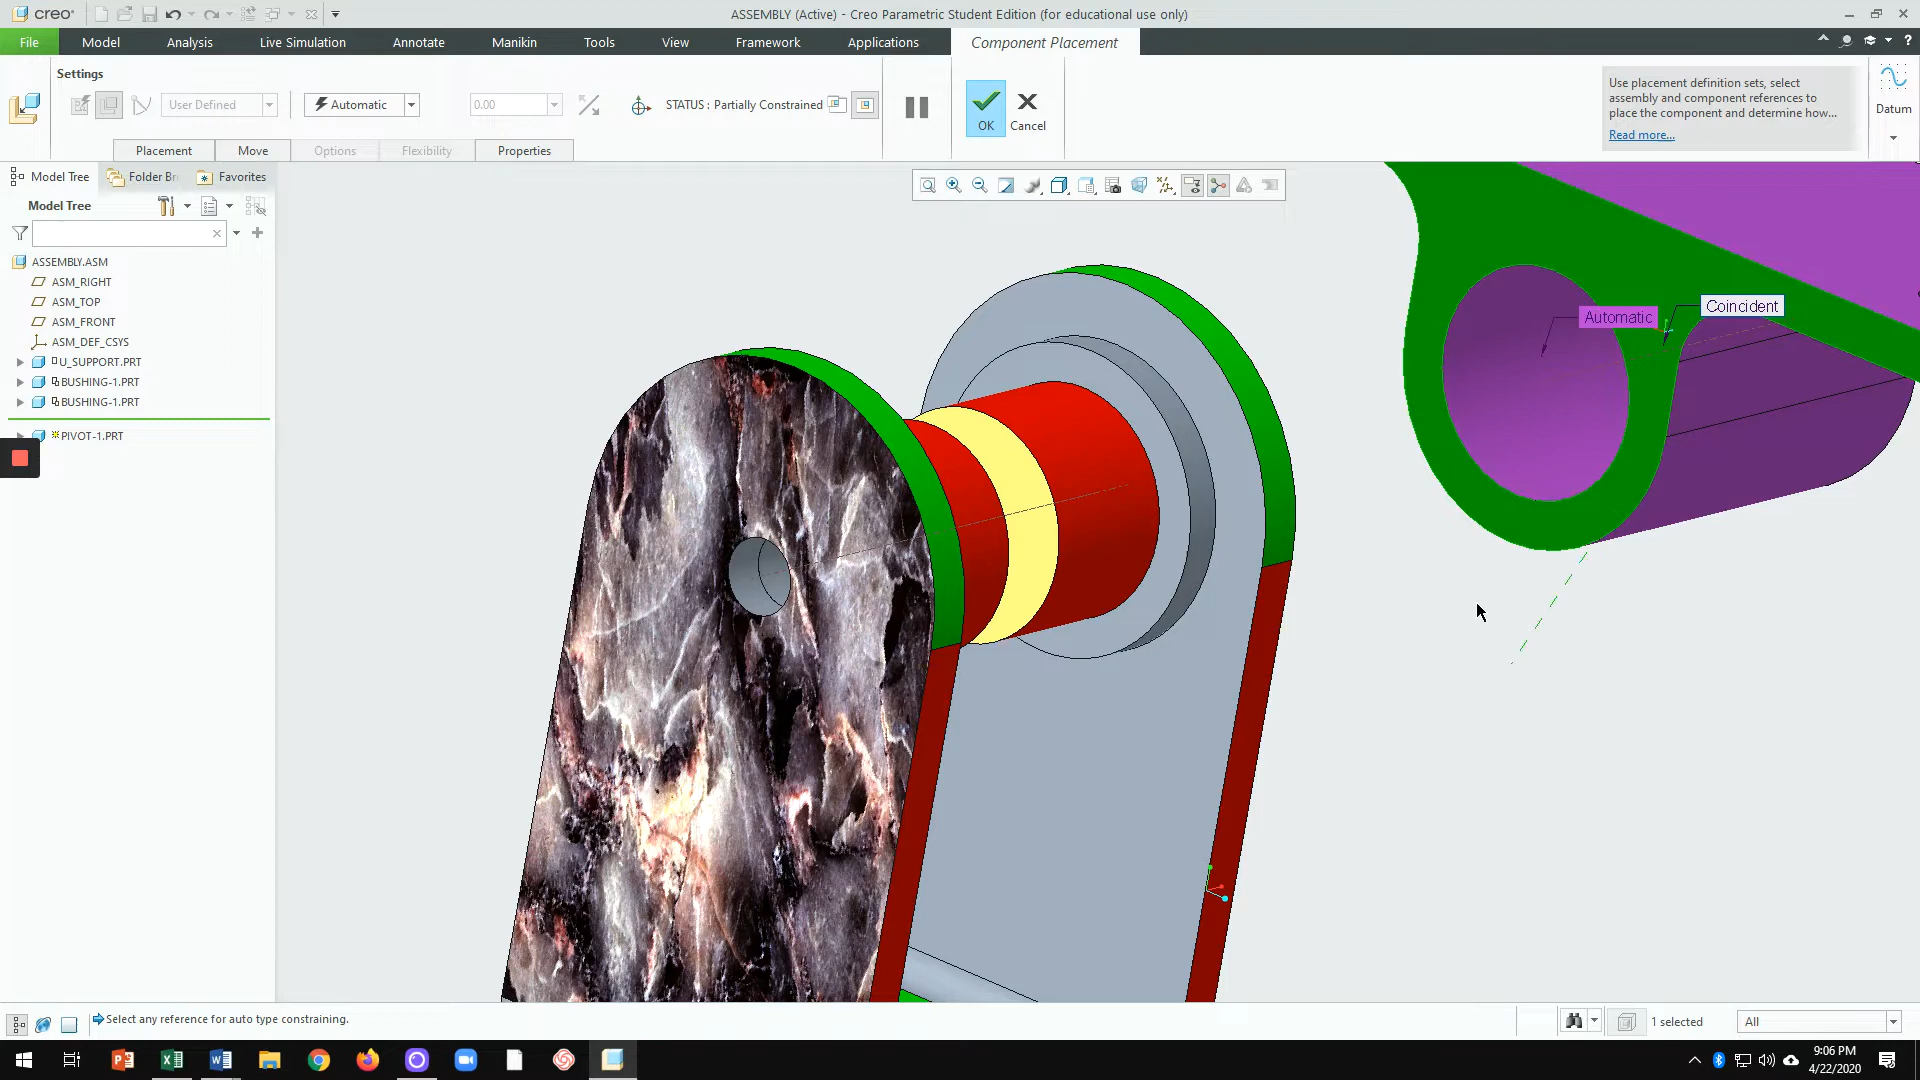 creo
ASSEMBLY (Active) - Creo Parametric Student Edition (for educational use only)
File Model Analysis Live Simulation Annotate Manikin Tools View Framework Applications Component Placement
Settings
User Defined Automatic 0.00 STATUS : Partially Constrained
OK Cancel
Use placement definition sets, select
assembly and component references to
place the component and determine how...
Read more...
Datum
Placement Move Options Flexibility Properties
Model Tree Folder Br Favorites
Model Tree
ASSEMBLY.ASM
ASM_RIGHT
ASM_TOP
ASM_FRONT
ASM_DEF_CSYS
U_SUPPORT.PRT
BUSHING-1.PRT
BUSHING-1.PRT
PIVOT-1.PRT
Automatic
Coincident
Select any reference for auto type constraining.
1 selected
All
9:06 PM
4/22/2020